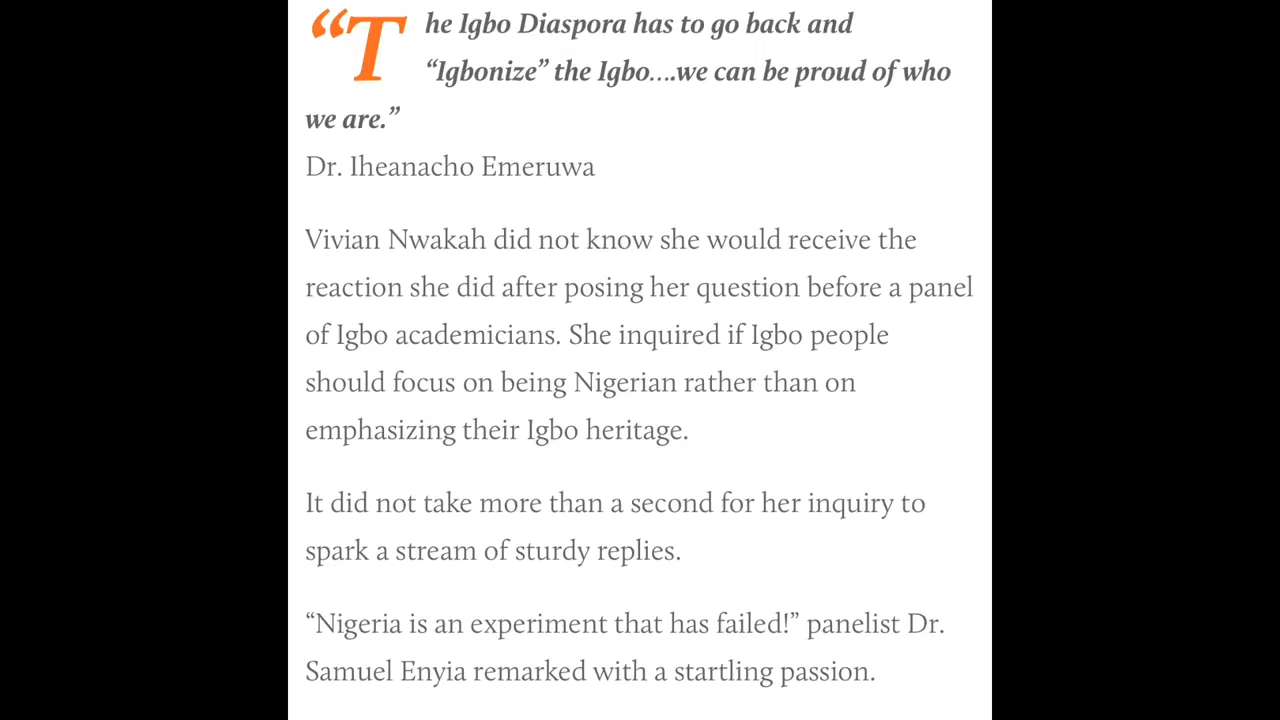 “The Igbo Diaspora has to go back and
“Igbonize” the Igbo….we can be proud of who
we are.”
Dr. Iheanacho Emeruwa
Vivian Nwakah did not know she would receive the
reaction she did after posing her question before a panel
of Igbo academicians. She inquired if Igbo people
should focus on being Nigerian rather than on
emphasizing their Igbo heritage.
It did not take more than a second for her inquiry to
spark a stream of sturdy replies.
“Nigeria is an experiment that has failed!” panelist Dr.
Samuel Enyia remarked with a startling passion.